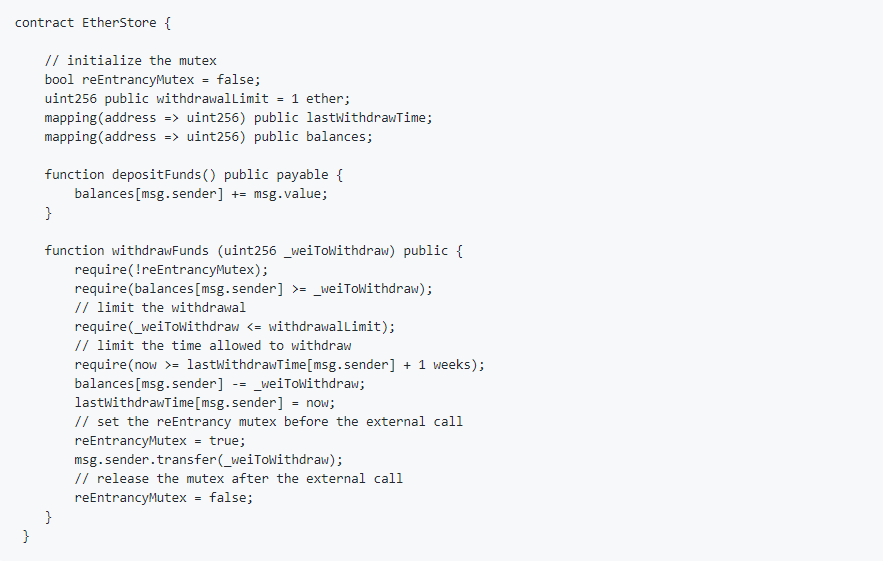 contract EtherStore {
// initialize the mutex
bool reEntrancyMutex = false;
uint256 public withdrawalLimit = 1 ether;
mapping(address => uint256) public lastWithdrawTime;
mapping(address => uint256) public balances;
function depositFunds() public payable {
balances[msg.sender] += msg.value;
}
function withdrawFunds (uint256 _weiToWithdraw) public {
require(!reEntrancyMutex);
require(balances[msg.sender] >= _weiToWithdraw);
// limit the withdrawal
require(_weiToWithdraw <= withdrawalLimit);
// limit the time allowed to withdraw
require(now >= lastWithdrawTime[msg.sender] + 1 weeks);
balances[msg.sender] -= _weiToWithdraw;
lastWithdrawTime[msg.sender] = now;
// set the reEntrancy mutex before the external call
reEntrancyMutex = true;
msg.sender.transfer(_weiToWithdraw);
// release the mutex after the external call
reEntrancyMutex = false;
}
}